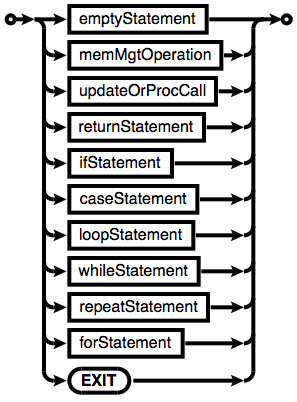 emptyStatement
memMgtOperation
updateOrProcCall
returnStatement
ifStatement
caseStatement
loopStatement
whileStatement
repeatStatement
forStatement
EXIT